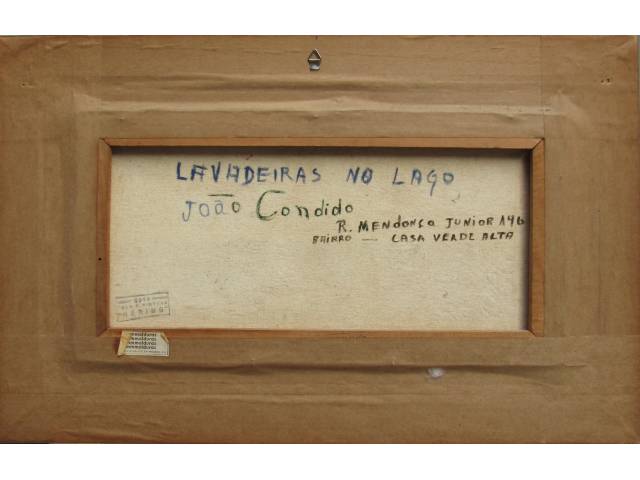 LAVADEIRAS NO LAGO
JOÃO Condido
R. MENDONÇA JUNIOR 146
BAIRRO — CASA VERDE ALTA